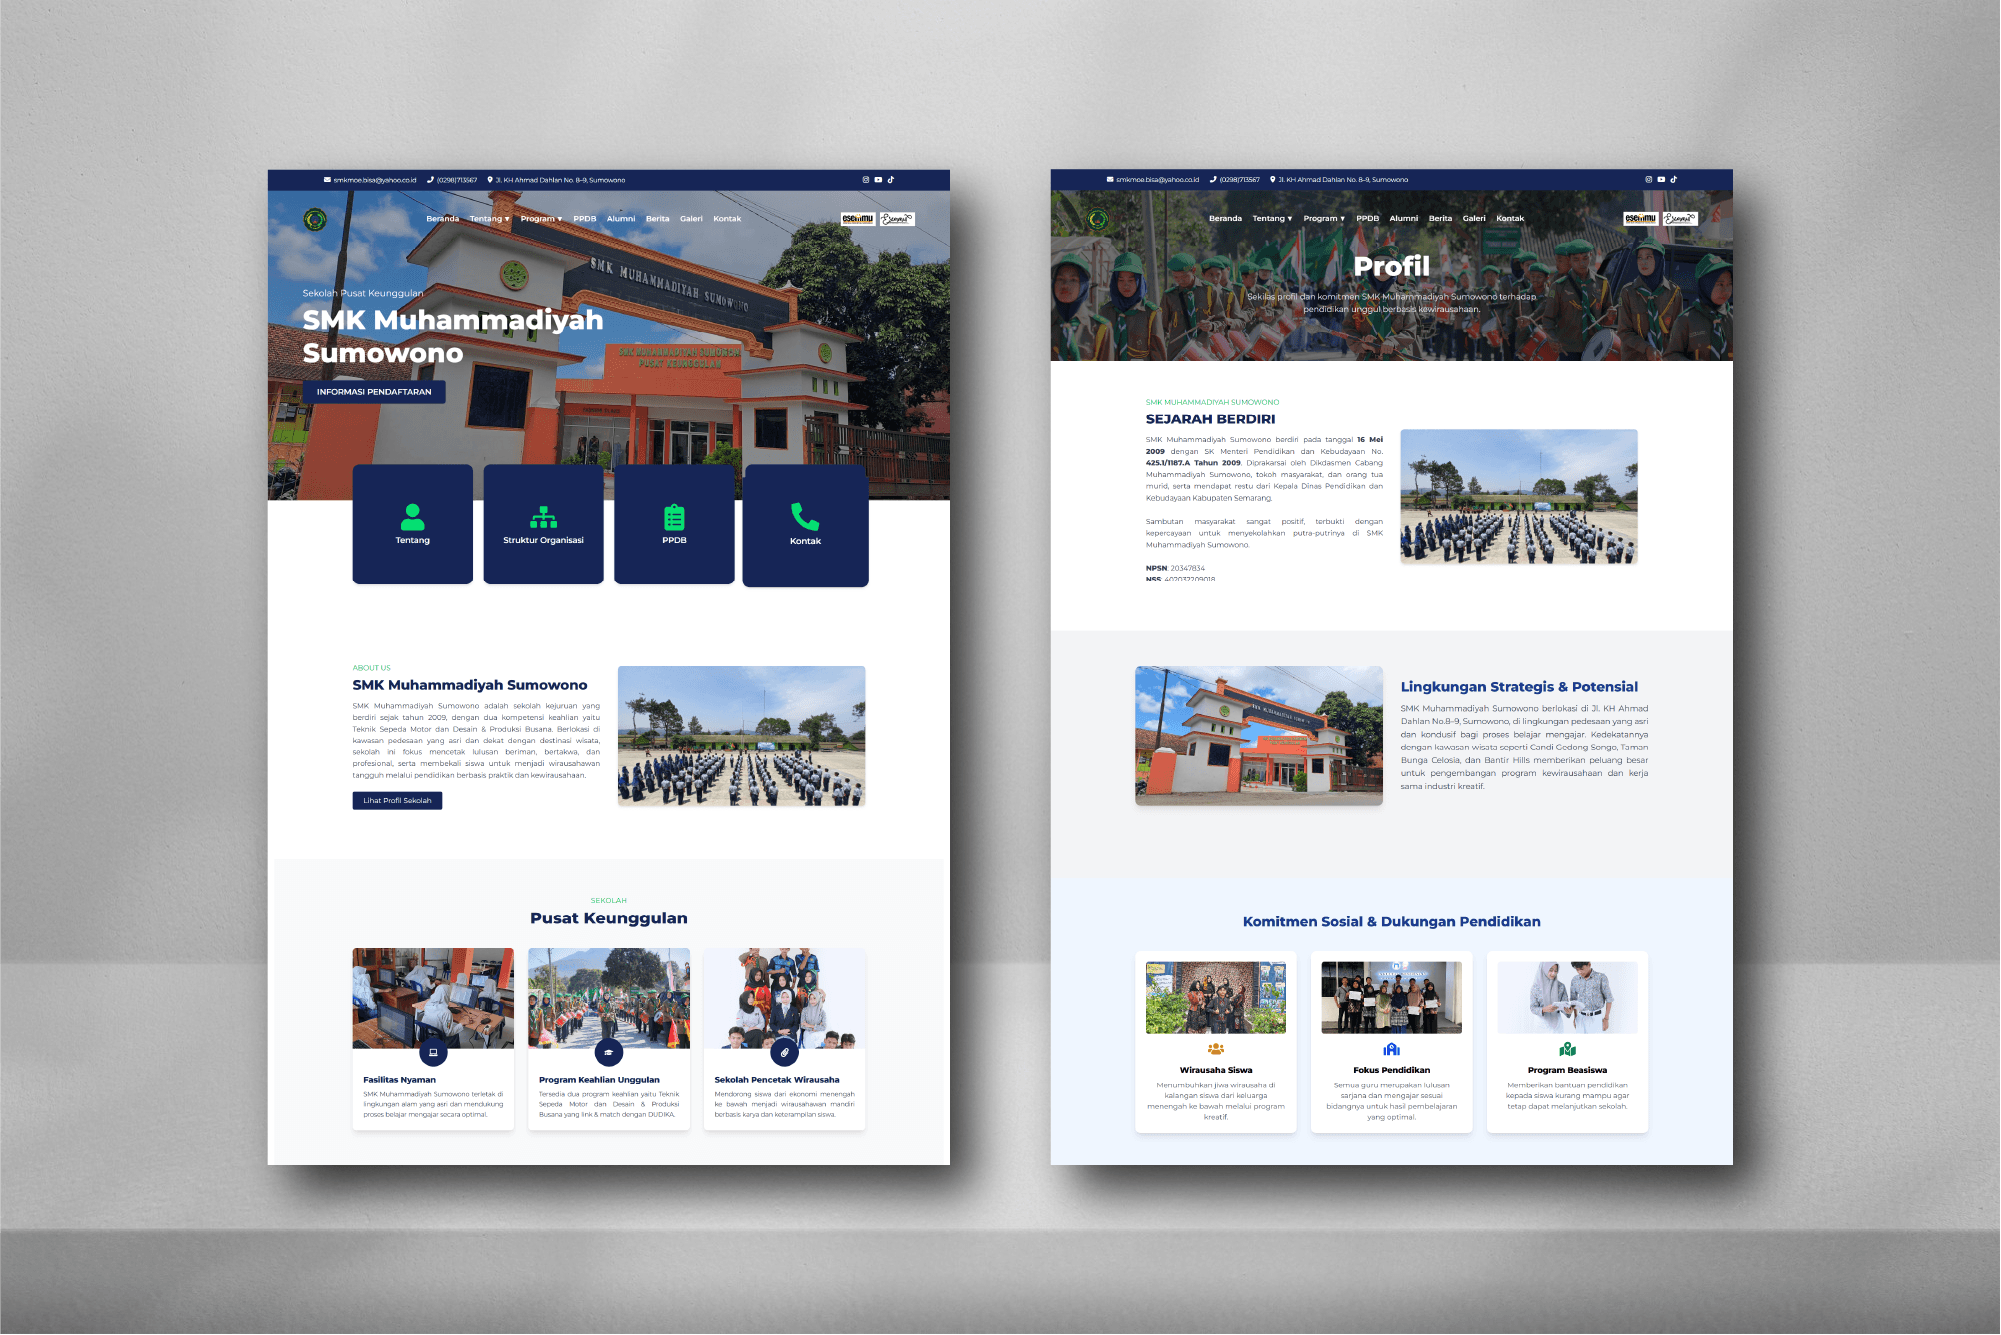 smkmoe.bisa@yahoo.co.id (0298)713567 Jl. KH Ahmad Dahlan No. 8-9, Sumowono
Beranda Tentang ▾ Program ▾ PPDB Alumni Berita Galeri Kontak
esemmu
SMK MUHAMMADIYAH SUMOWONO
SMK MUHAMMADIYAH SUMOWONO
PUSAT KEUNGGULAN
Sekolah Pusat Keunggulan
SMK Muhammadiyah
Sumowono
INFORMASI PENDAFTARAN
Tentang
Struktur Organisasi
PPDB
Kontak
ABOUT US
SMK Muhammadiyah Sumowono
SMK Muhammadiyah Sumowono adalah sekolah kejuruan yang
berdiri sejak tahun 2009, dengan dua kompetensi keahlian yaitu
Teknik Sepeda Motor dan Desain & Produksi Busana. Berlokasi di
kawasan pedesaan yang asri dan dekat dengan destinasi wisata,
sekolah ini fokus mencetak lulusan beriman, bertakwa, dan
profesional, serta membekali siswa untuk menjadi wirausahawan
tangguh melalui pendidikan berbasis praktik dan kewirausahaan.
Lihat Profil Sekolah
SEKOLAH
Pusat Keunggulan
Fasilitas Nyaman
SMK Muhammadiyah Sumowono terletak di
lingkungan alam yang asri dan mendukung
proses belajar mengajar secara optimal.
Program Keahlian Unggulan
Tersedia dua program keahlian yaitu Teknik
Sepeda Motor dan Desain & Produksi
Busana yang link & match dengan DUDIKA.
Sekolah Pencetak Wirausaha
Mendorong siswa dari ekonomi menengah
ke bawah menjadi wirausahawan mandiri
berbasis karya dan keterampilan siswa.
smkmoe.bisa@yahoo.co.id (0298)713567 Jl. KH Ahmad Dahlan No. 8-9, Sumowono
Beranda Tentang ▾ Program ▾ PPDB Alumni Berita Galeri Kontak
esemmu
Profil
Sekilas profil dan komitmen SMK Muhammadiyah Sumowono terhadap
pendidikan unggul berbasis kewirausahaan.
SMK MUHAMMADIYAH SUMOWONO
SEJARAH BERDIRI
SMK Muhammadiyah Sumowono berdiri pada tanggal 16 Mei
2009 dengan SK Menteri Pendidikan dan Kebudayaan No.
425.1/1187.A Tahun 2009. Diprakarsai oleh Dikdasmen Cabang
Muhammadiyah Sumowono, tokoh masyarakat, dan orang tua
murid, serta mendapat restu dari Kepala Dinas Pendidikan dan
Kebudayaan Kabupaten Semarang.
Sambutan masyarakat sangat positif, terbukti dengan
kepercayaan untuk menyekolahkan putra-putrinya di SMK
Muhammadiyah Sumowono.
NPSN: 20347834
NSS: 402032209018
Lingkungan Strategis & Potensial
SMK Muhammadiyah Sumowono berlokasi di Jl. KH Ahmad
Dahlan No.8-9, Sumowono, di lingkungan pedesaan yang asri
dan kondusif bagi proses belajar mengajar. Kedekatannya
dengan kawasan wisata seperti Candi Gedong Songo, Taman
Bunga Celosia, dan Bantir Hills memberikan peluang besar
untuk pengembangan program kewirausahaan dan kerja
sama industri kreatif.
Komitmen Sosial & Dukungan Pendidikan
Wirausaha Siswa
Menumbuhkan jiwa wirausaha di
kalangan siswa dari keluarga
menengah ke bawah melalui program
kreatif.
Fokus Pendidikan
Semua guru merupakan lulusan
sarjana dan mengajar sesuai
bidangnya untuk hasil pembelajaran
yang optimal.
Program Beasiswa
Memberikan bantuan pendidikan
kepada siswa kurang mampu agar
tetap dapat melanjutkan sekolah.